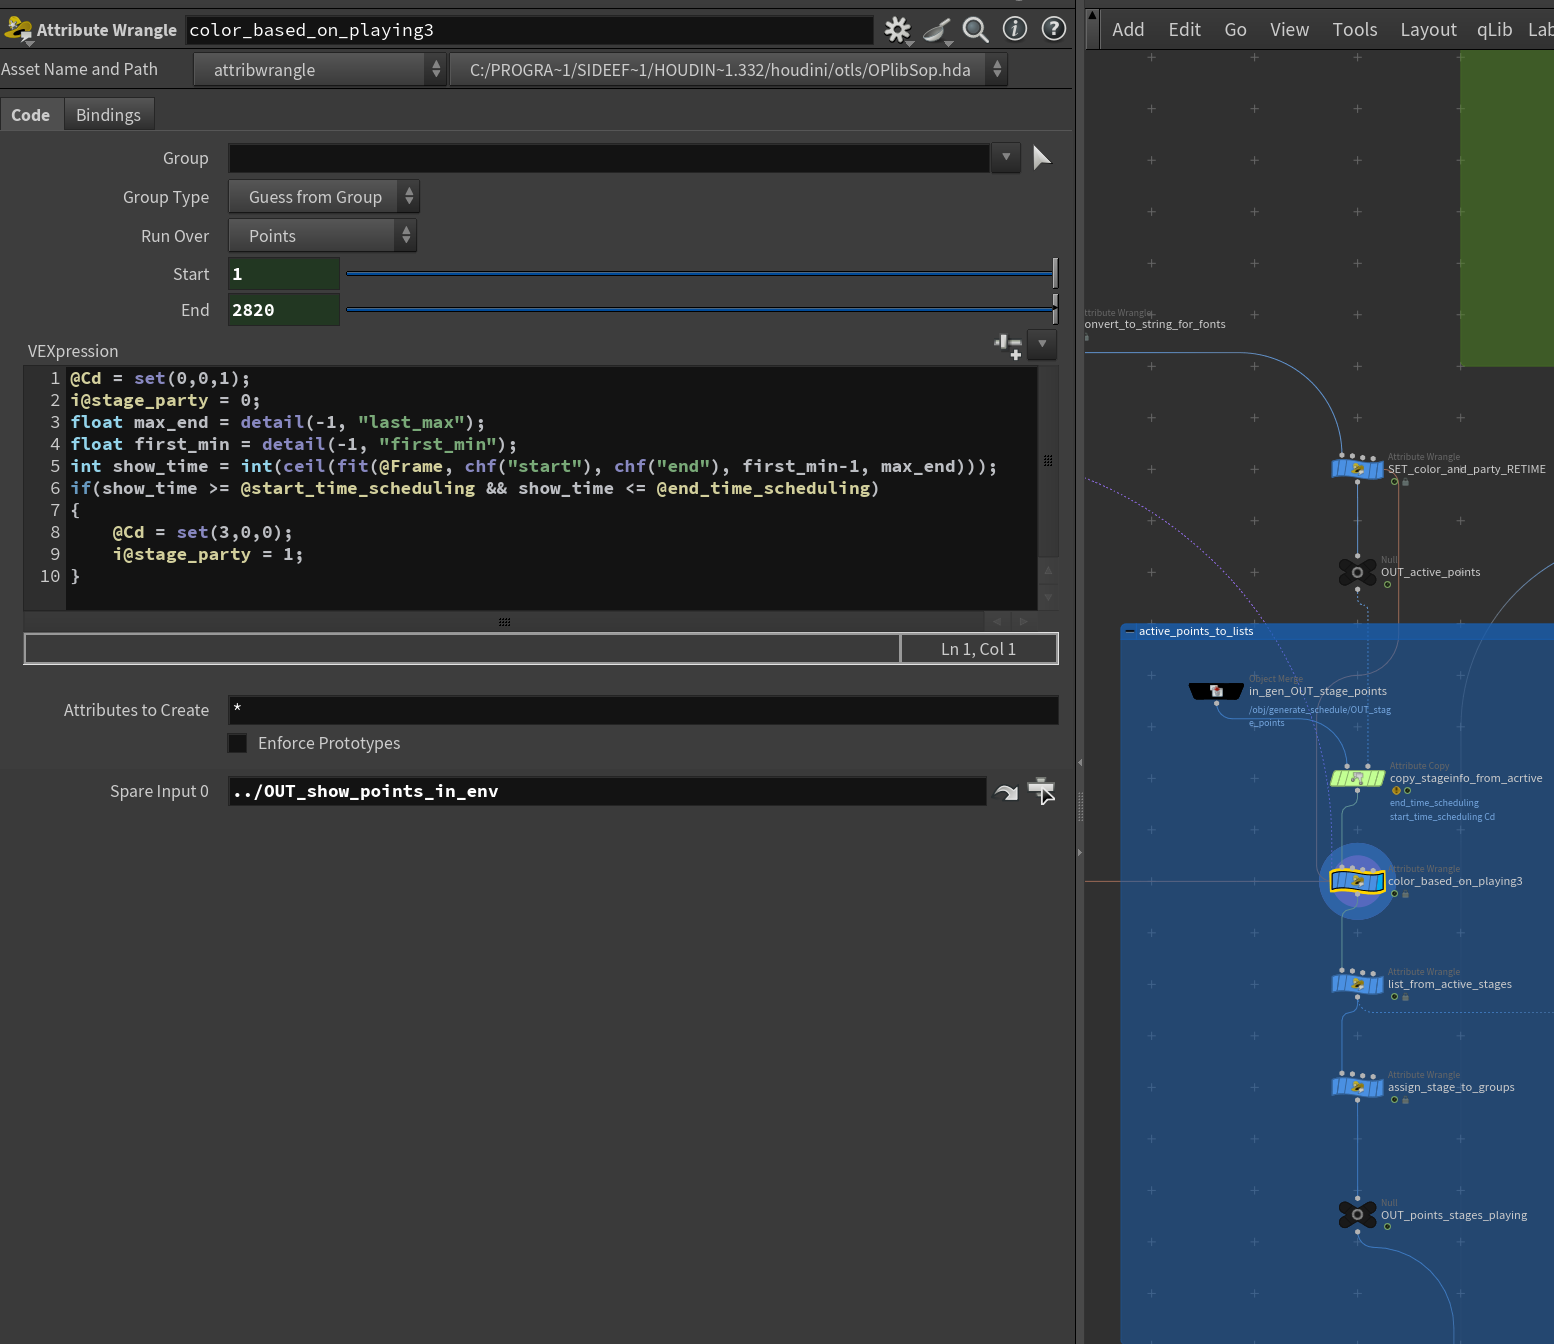 Attribute Wrangle color_based_on_playing3
Asset Name and Path attribwrangle C:/PROGRA~1/SIDEEF~1/HOUDIN~1.332/houdini/otls/OPlibSop.hda
Code Bindings
Group
Group Type Guess from Group
Run Over Points
Start 1
End 2820
VEXpression
1 @Cd = set(0,0,1);
2 i@stage_party = 0;
3 float max_end = detail(-1, "last_max");
4 float first_min = detail(-1, "first_min");
5 int show_time = int(ceil(fit(@Frame, chf("start"), chf("end"), first_min-1, max_end)));
6 if(show_time >= @start_time_scheduling && show_time <= @end_time_scheduling)
7 {
8     @Cd = set(3,0,0);
9     i@stage_party = 1;
10 }
Ln 1, Col 1
Attributes to Create *
Enforce Prototypes
Spare Input 0 ../OUT_show_points_in_env
Add Edit Go View Tools Layout qLib Lab
ttribute Wrangle
onvert_to_string_for_fonts
Attribute Wrangle
SET_color_and_party_RETIME
Null
OUT_active_points
active_points_to_lists
Object Merge
in_gen_OUT_stage_points
/obj/generate_schedule/OUT_stag
e_points
Attribute Copy
copy_stageinfo_from_acrtive
end_time_scheduling
start_time_scheduling Cd
Attribute Wrangle
color_based_on_playing3
Attribute Wrangle
list_from_active_stages
Attribute Wrangle
assign_stage_to_groups
Null
OUT_points_stages_playing